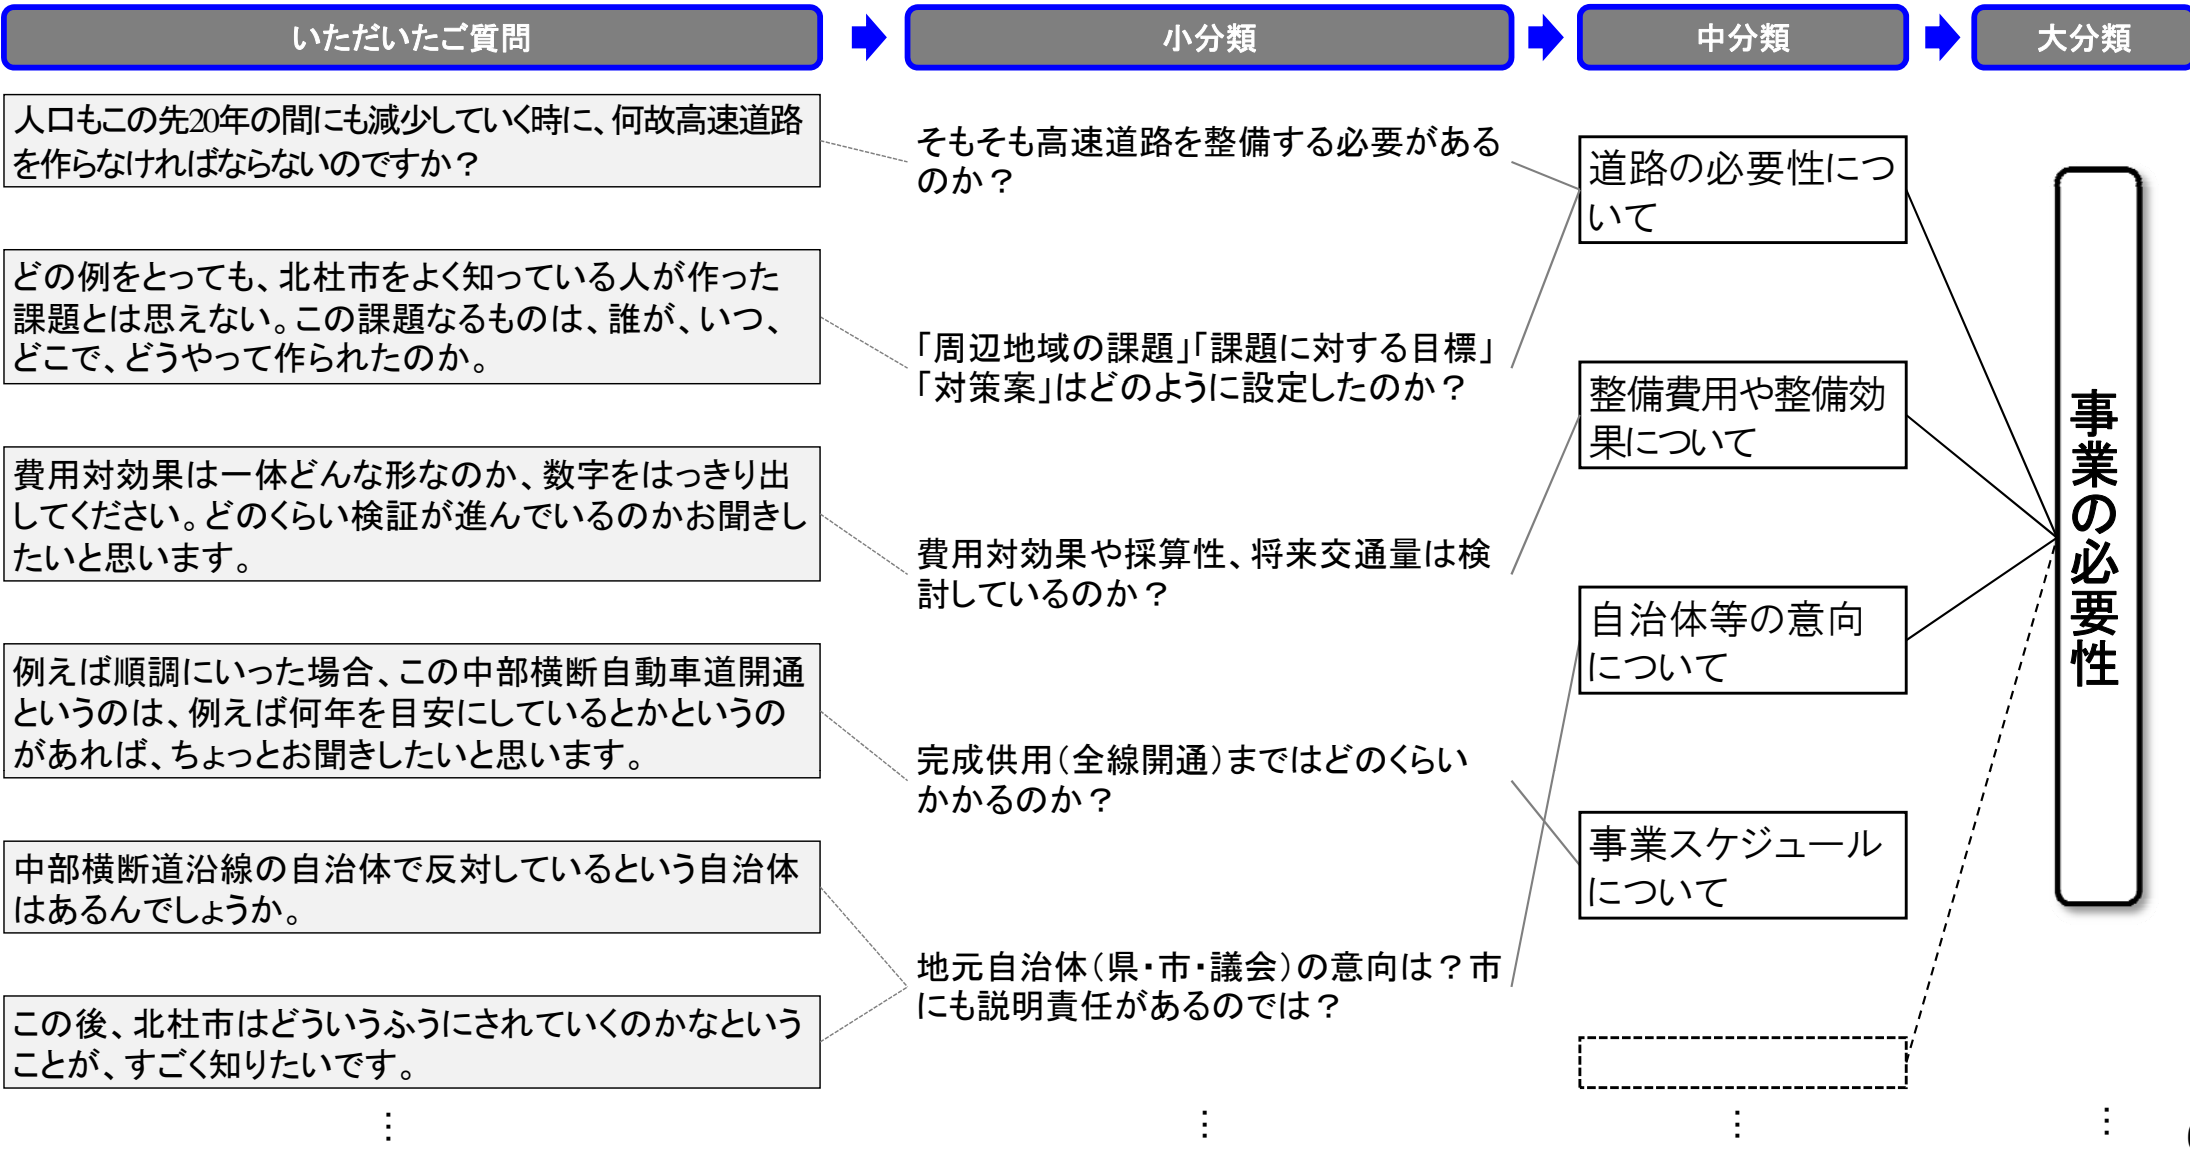 いただいたご質問
小分類
中分類
大分類
人口もこの先20年の間にも減少していく時に、何故高速道路
を作らなければならないのですか？
どの例をとっても、北杜市をよく知っている人が作った
課題とは思えない。この課題なるものは、誰が、いつ、
どこで、どうやって作られたのか。
費用対効果は一体どんな形なのか、数字をはっきり出
してください。どのくらい検証が進んでいるのかお聞きし
たいと思います。
例えば順調にいった場合、この中部横断自動車道開通
というのは、例えば何年を目安にしているとかというの
があれば、ちょっとお聞きしたいと思います。
中部横断道沿線の自治体で反対しているという自治体
はあるんでしょうか。
この後、北杜市はどういうふうにされていくのかなという
ことが、すごく知りたいです。
…
そもそも高速道路を整備する必要がある
のか？
「周辺地域の課題」「課題に対する目標」
「対策案」はどのように設定したのか？
費用対効果や採算性、将来交通量は検
討しているのか？
完成供用（全線開通）まではどのくらい
かかるのか？
地元自治体（県・市・議会）の意向は？市
にも説明責任があるのでは？
…
道路の必要性につ
いて
整備費用や整備効
果について
自治体等の意向
について
事業スケジュール
について
…
事業の必要性
…